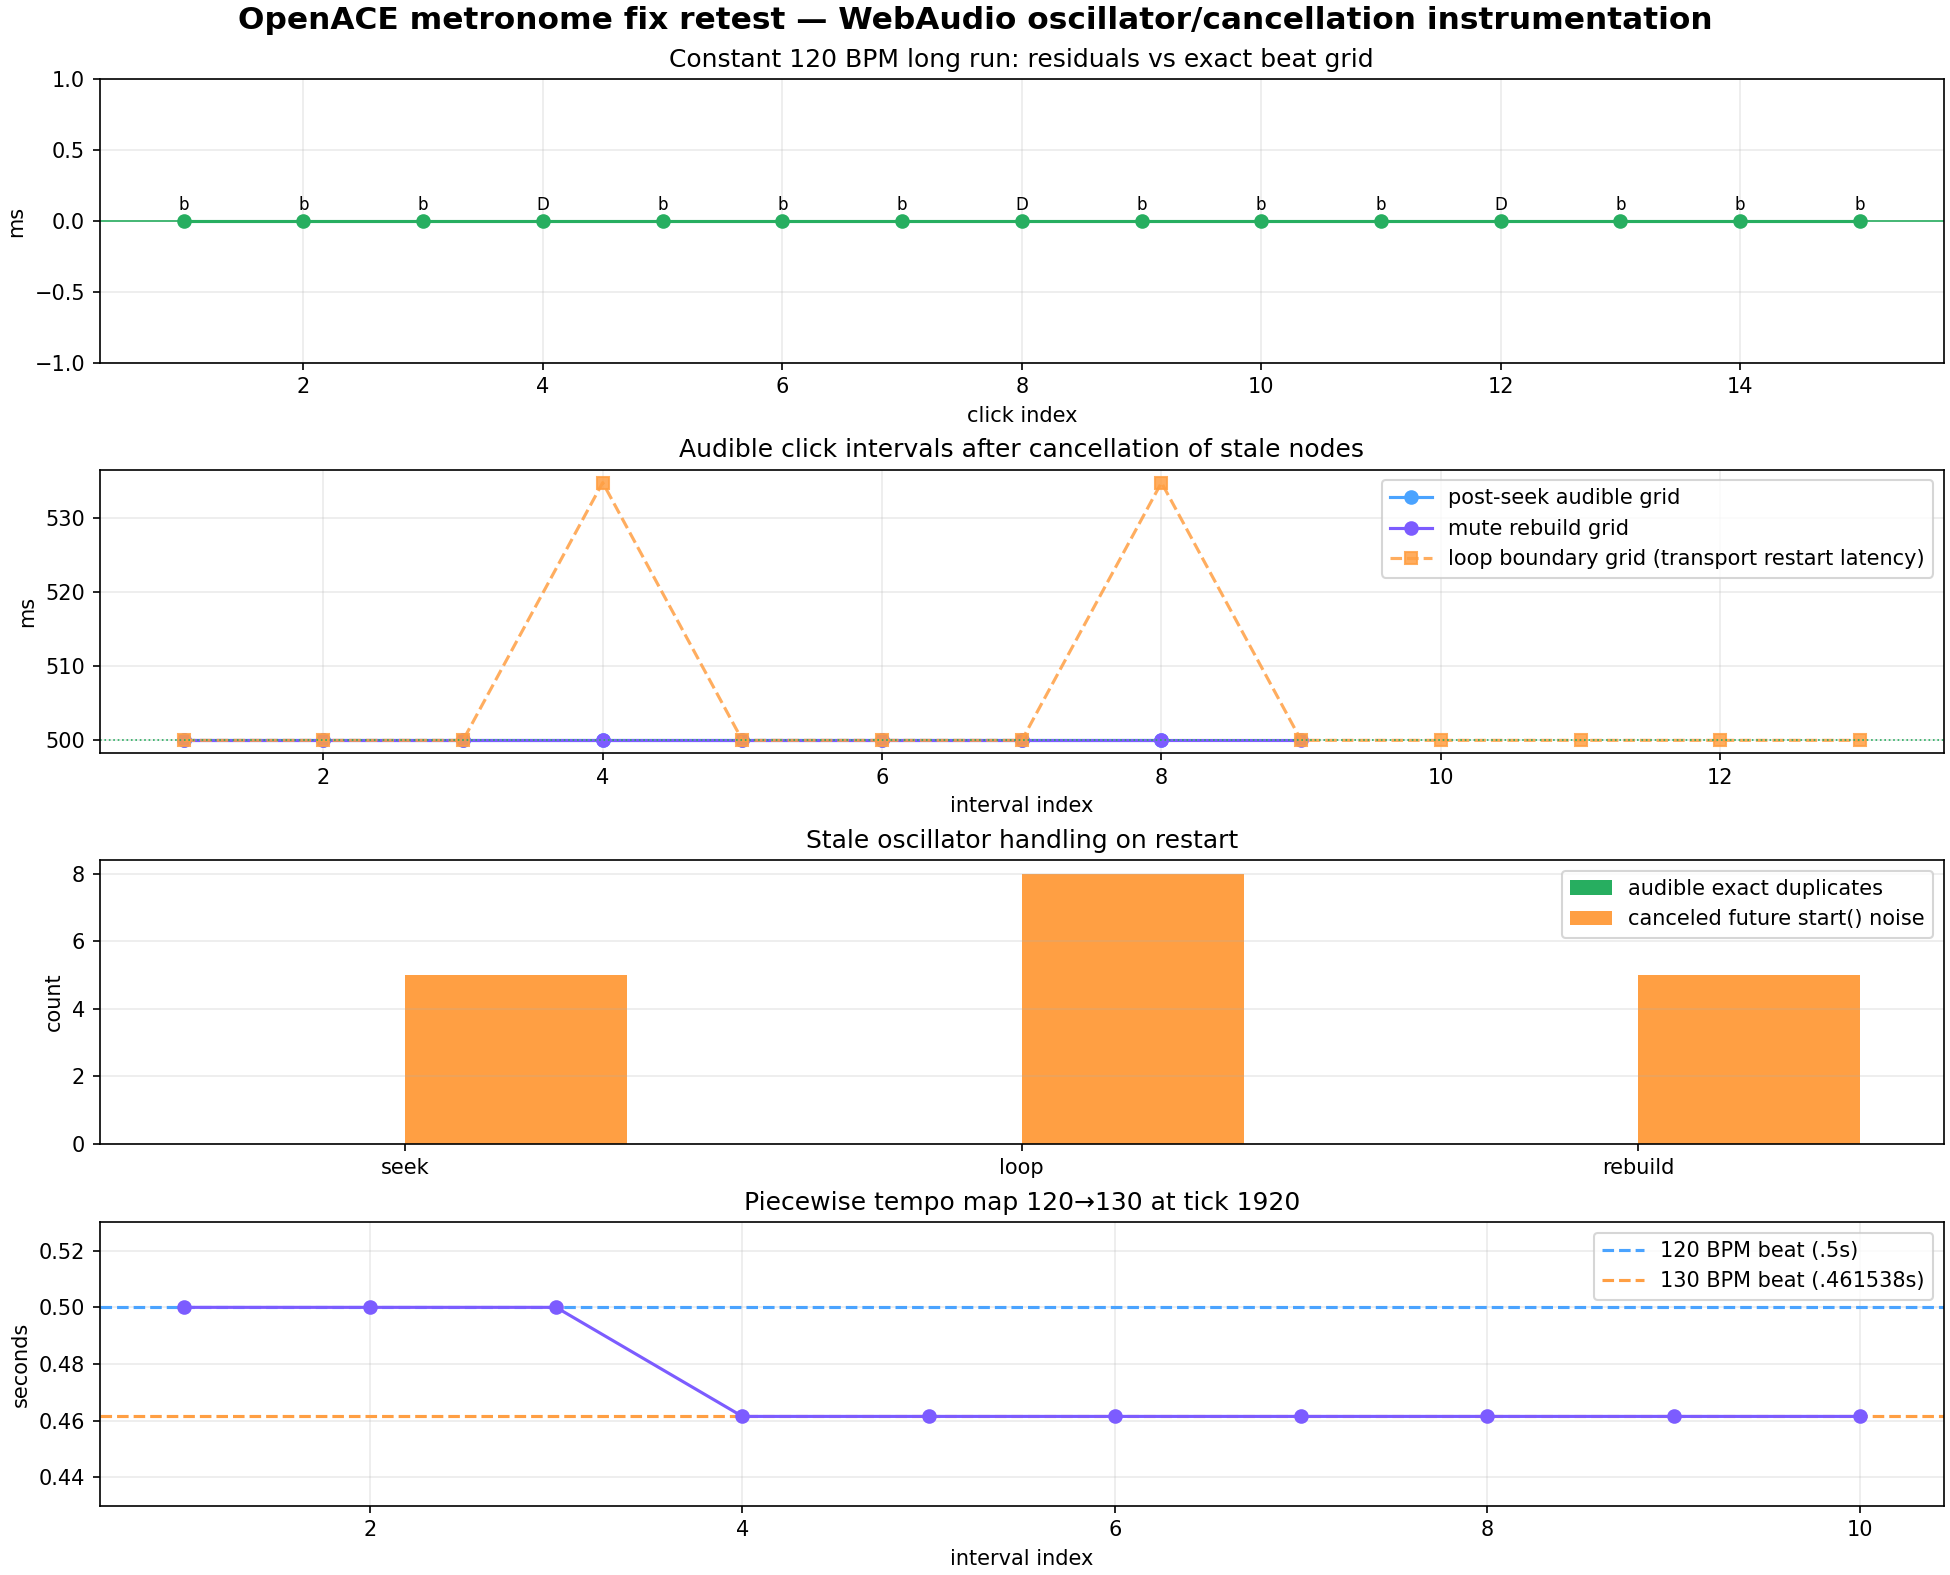 OpenACE metronome fix retest — WebAudio oscillator/cancellation instrumentation
Constant 120 BPM long run: residuals vs exact beat grid
1.0
0.5
0.0
−0.5
−1.0
ms
b b b D b b b D b b b D b b b
2 4 6 8 10 12 14
click index
Audible click intervals after cancellation of stale nodes
530
520
510
500
ms
post-seek audible grid
mute rebuild grid
loop boundary grid (transport restart latency)
2 4 6 8 10 12
interval index
Stale oscillator handling on restart
8
6
4
2
0
count
audible exact duplicates
canceled future start() noise
seek loop rebuild
Piecewise tempo map 120→130 at tick 1920
0.52
0.50
0.48
0.46
0.44
seconds
120 BPM beat (.5s)
130 BPM beat (.461538s)
2 4 6 8 10
interval index